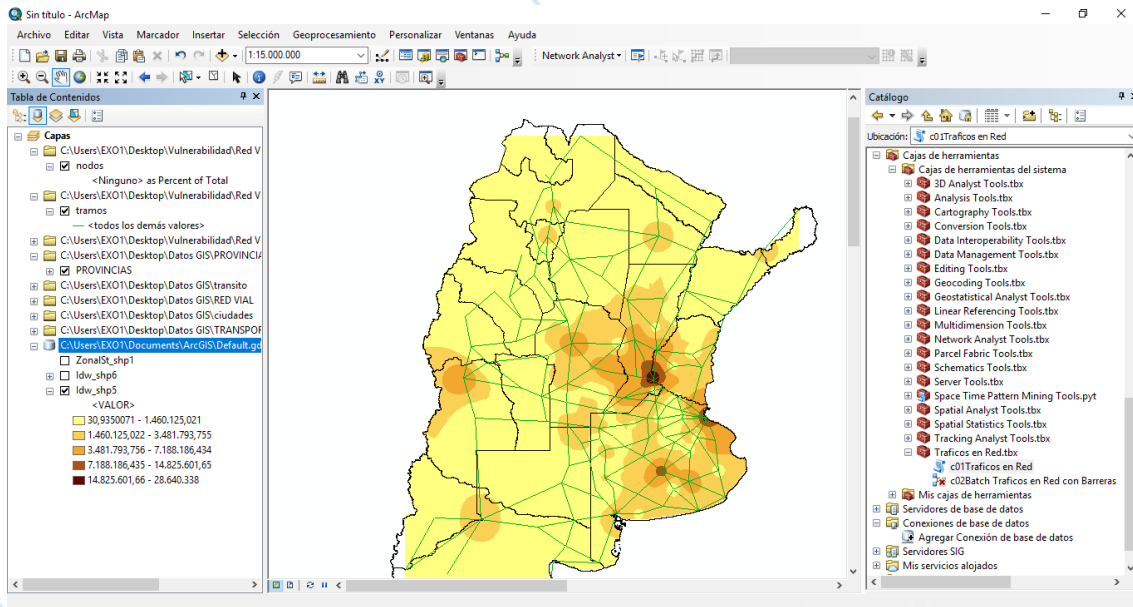 Sin título - ArcMap
Archivo Editar Vista Marcador Insertar Selección Geoprocesamiento Personalizar Ventanas Ayuda
1:15.000.000
Network Analyst
Tabla de Contenidos
Capas
C:\Users\EXO1\Desktop\Vulnerabilidad\Red V
nodos
<Ninguno> as Percent of Total
C:\Users\EXO1\Desktop\Vulnerabilidad\Red V
tramos
<todos los demás valores>
C:\Users\EXO1\Desktop\Vulnerabilidad\Red V
C:\Users\EXO1\Desktop\Datos GIS\PROVINCIA
PROVINCIAS
C:\Users\EXO1\Desktop\Datos GIS\transito
C:\Users\EXO1\Desktop\Datos GIS\RED VIAL
C:\Users\EXO1\Desktop\Datos GIS\ciudades
C:\Users\EXO1\Desktop\Datos GIS\TRANSPOR
C:\Users\EXO1\Documents\ArcGIS\Default.gd
ZonalSt_shp1
Idw_shp6
Idw_shp5
<VALOR>
30,9350071 - 1.460.125,021
1.460.125,022 - 3.481.793,755
3.481.793,756 - 7.188.186,434
7.188.186,435 - 14.825.601,65
14.825.601,66 - 28.640.338
Catálogo
Ubicación: c01Traficos en Red
Cajas de herramientas
Cajas de herramientas del sistema
3D Analyst Tools.tbx
Analysis Tools.tbx
Cartography Tools.tbx
Conversion Tools.tbx
Data Interoperability Tools.tbx
Data Management Tools.tbx
Editing Tools.tbx
Geocoding Tools.tbx
Geostatistical Analyst Tools.tbx
Linear Referencing Tools.tbx
Multidimension Tools.tbx
Network Analyst Tools.tbx
Parcel Fabric Tools.tbx
Schematics Tools.tbx
Server Tools.tbx
Space Time Pattern Mining Tools.pyt
Spatial Analyst Tools.tbx
Spatial Statistics Tools.tbx
Tracking Analyst Tools.tbx
Traficos en Red.tbx
c01Traficos en Red
c02Batch Traficos en Red con Barreras
Mis cajas de herramientas
Servidores de base de datos
Conexiones de base de datos
Agregar Conexión de base de datos
Servidores SIG
Mis servicios alojados